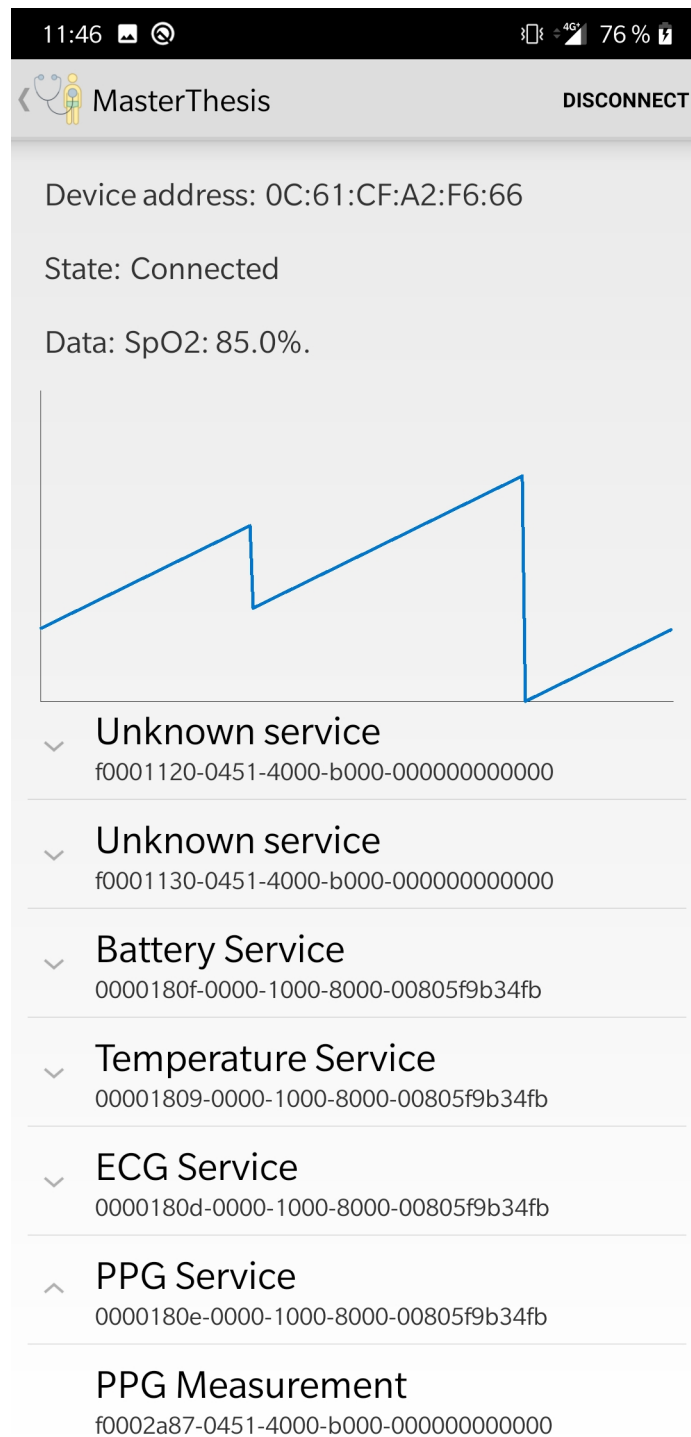 11:46 4G+ 76 %
MasterThesis DISCONNECT
Device address: 0C:61:CF:A2:F6:66
State: Connected
Data: SpO2: 85.0%.
Unknown service
f0001120-0451-4000-b000-000000000000
Unknown service
f0001130-0451-4000-b000-000000000000
Battery Service
0000180f-0000-1000-8000-00805f9b34fb
Temperature Service
00001809-0000-1000-8000-00805f9b34fb
ECG Service
0000180d-0000-1000-8000-00805f9b34fb
PPG Service
0000180e-0000-1000-8000-00805f9b34fb
PPG Measurement
f0002a87-0451-4000-b000-000000000000